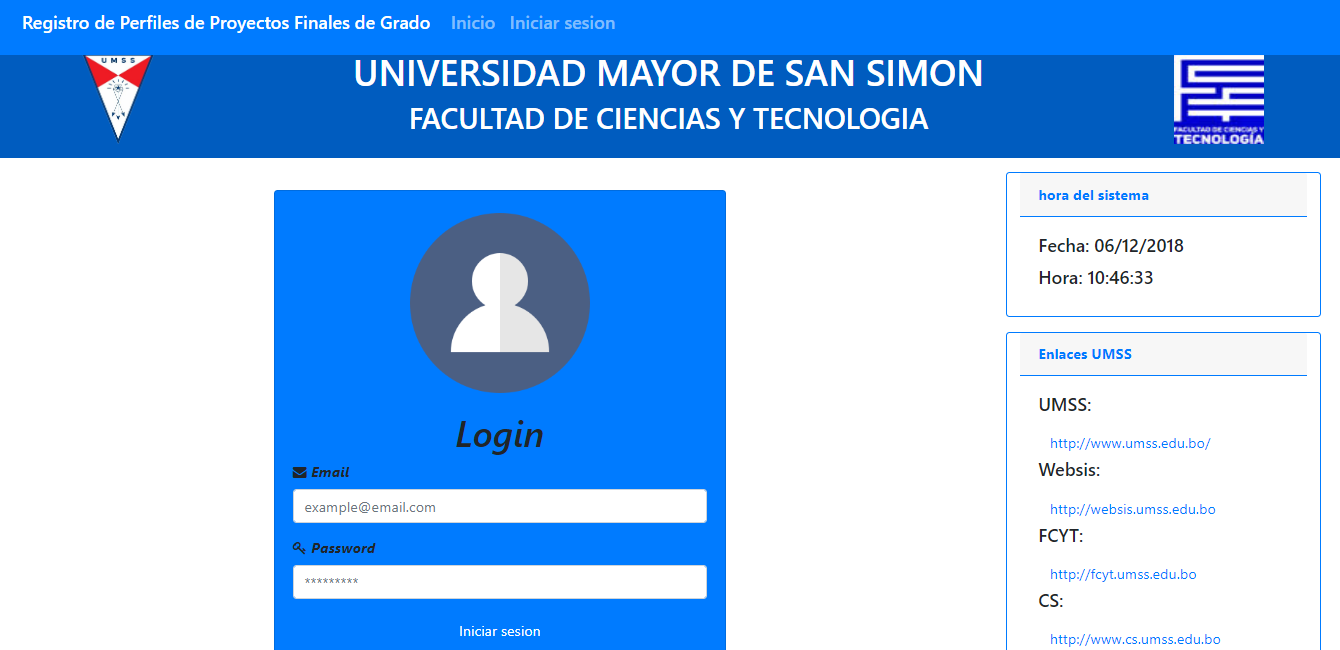 Registro de Perfiles de Proyectos Finales de Grado Inicio Iniciar sesion
UMSS
UNIVERSIDAD MAYOR DE SAN SIMON
FACULTAD DE CIENCIAS Y TECNOLOGIA
FACULTAD DE CIENCIAS Y
TECNOLOGÍA
Login
Email
example@email.com
Password
*********
Iniciar sesion
hora del sistema
Fecha: 06/12/2018
Hora: 10:46:33
Enlaces UMSS
UMSS:
http://www.umss.edu.bo/
Websis:
http://websis.umss.edu.bo
FCYT:
http://fcyt.umss.edu.bo
CS:
http://www.cs.umss.edu.bo